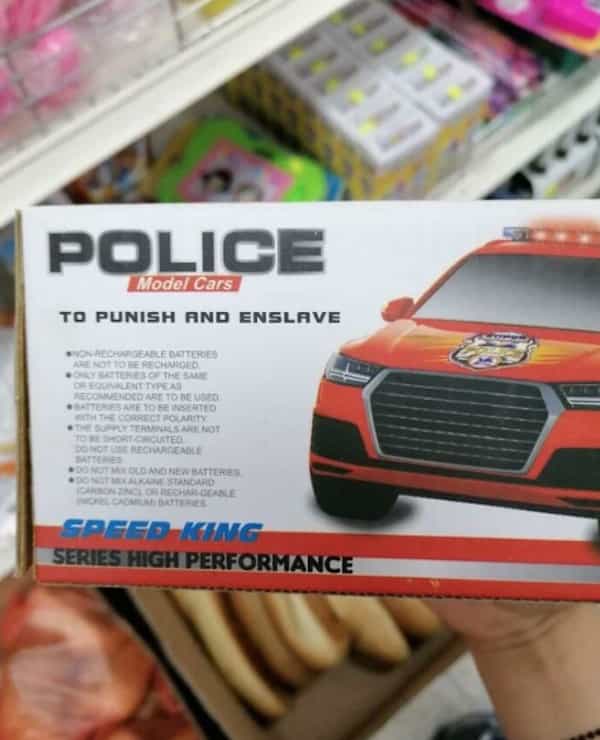 POLICE
Model Cars
TO PUNISH AND ENSLAVE
●NON-RECHARGEABLE BATTERIES
ARE NOT TO BE RECHARGED.
●ONLY BATTERIES OF THE SAME
OR EQUIVALENT TYPE AS
RECOMMENDED ARE TO BE USED.
●BATTERIES ARE TO BE INSERTED
WITH THE CORRECT POLARITY.
●THE SUPPLY TERMINALS ARE NOT
TO BE SHORT-CIRCUITED.
DO NOT USE RECHARGEABLE
BATTERIES.
●DO NOT MIX OLD AND NEW BATTERIES.
●DO NOT MIX ALKAINE STANDARD
(CARBON ZINC), OR RECHAR-GEABLE
(NICKEL CADMIUM) BATTERIES.
SPEED KING
SERIES HIGH PERFORMANCE